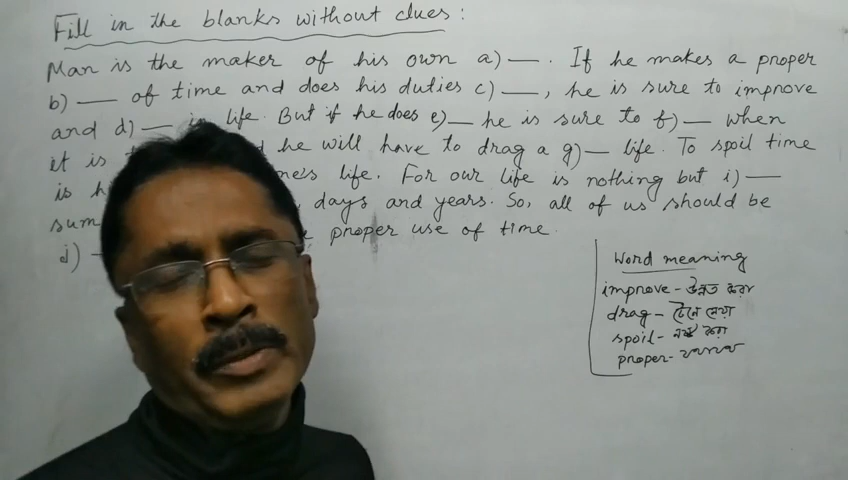 Fill in the blanks without clues:
Man is the maker of his own a) —. If he makes a proper
b) — of time and does his duties c) —, he is sure to improve
and d) — in life. But if he does e) — he is sure to f) — when
it is he will have to drag a g) — life. To spoil time
is life. For our life is nothing but i) —
sum days and years. So, all of us should be
j) — proper use of time.
Word meaning
improve - উন্নত করা
drag - টেনে নেয়া
spoil - নষ্ট করা
proper - যথাযথ